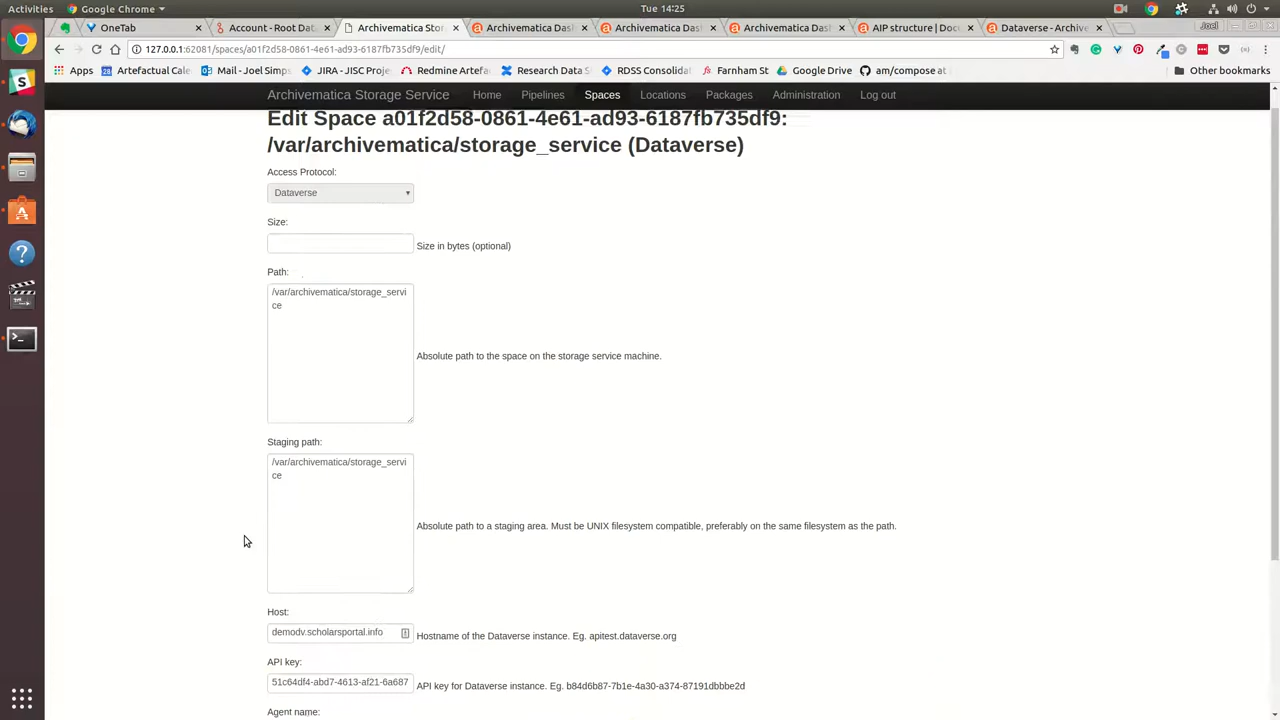 Activities Google Chrome ▾ Tue 14:25
OneTab Account - Portal Archivematica Stor Archivematica Das Archivematica Das Archivematica Das AIP structure | Doc Dataverse - Archive Joel
127.0.0.1:62081/spaces/a01f2d58-0861-4e61-ad93-6187fb735df9/edit/
Apps Artefactual Cal Mail - Joel Simps JIRA - JISC Proje Redmine Artefa Research Data RDSS Consolidat Farnham St Google Drive am/compose at Other bookmarks
Archivematica Storage Service Home Pipelines Spaces Locations Packages Administration Log out
Edit Space a01f2d58-0861-4e61-ad93-6187fb735df9:
/var/archivematica/storage_service (Dataverse)
Access Protocol:
Dataverse
Size:
Size in bytes (optional)
Path:
/var/archivematica/storage_servi
ce
Absolute path to the space on the storage service machine.
Staging path:
/var/archivematica/storage_servi
ce
Absolute path to a staging area. Must be UNIX filesystem compatible, preferably on the same filesystem as the path.
Host:
demodv.scholarsportal.info Hostname of the Dataverse instance. Eg. apitest.dataverse.org
API key:
51c64df4-abd7-4613-af21-6a687 API key for Dataverse instance. Eg. b84d6b87-7b1e-4a30-a374-87191dbbbe2d
Agent name: